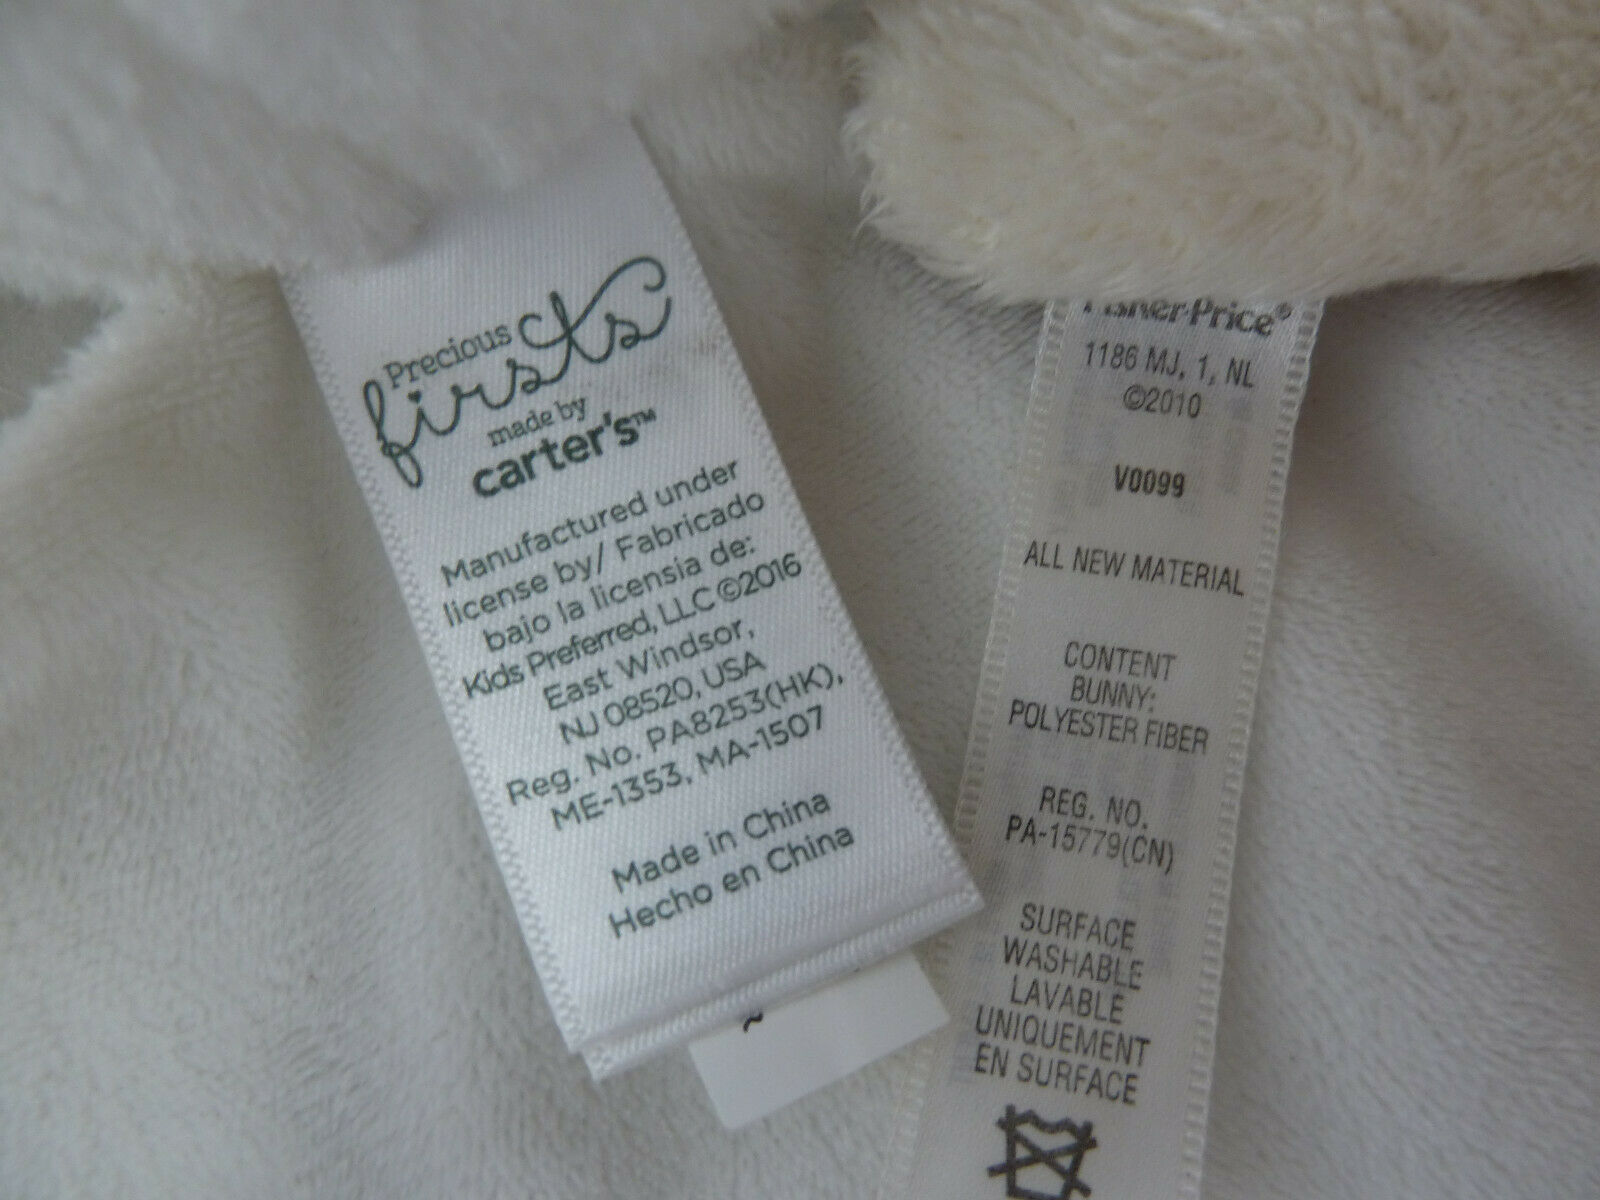 Precious
firsts
made by
carter's™
Manufactured under
license by/ Fabricado
bajo la licensia de:
Kids Preferred, LLC ©2016
East Windsor,
NJ 08520, USA
Reg. No. PA8253(HK),
ME-1353, MA-1507
Made in China
Hecho en China
~
Fisher-Price®
1186 MJ, 1, NL
©2010
V0099
ALL NEW MATERIAL
CONTENT
BUNNY:
POLYESTER FIBER
REG. NO.
PA-15779(CN)
SURFACE
WASHABLE
LAVABLE
UNIQUEMENT
EN SURFACE